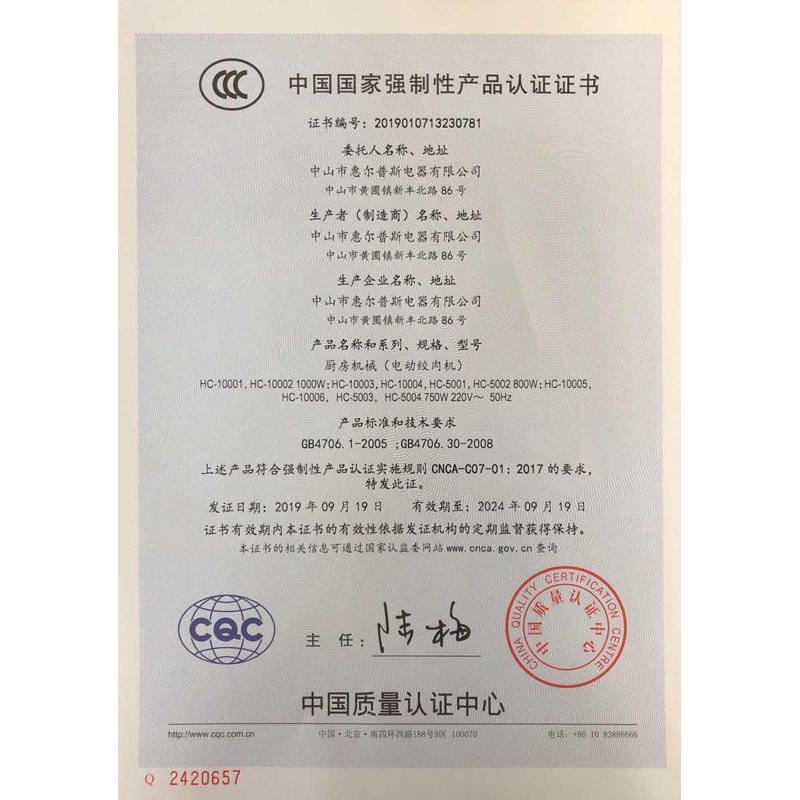 CCC
中国国家强制性产品认证证书
证书编号：2019010713230781
委托人名称、地址
中山市惠尔普斯电器有限公司
中山市黄圃镇新丰北路86号
生产者（制造商）名称、地址
中山市惠尔普斯电器有限公司
中山市黄圃镇新丰北路86号
生产企业名称、地址
中山市惠尔普斯电器有限公司
中山市黄圃镇新丰北路86号
产品名称和系列、规格、型号
厨房机械（电动绞肉机）
HC-10001, HC-10002 1000W; HC-10003, HC-10004, HC-5001, HC-5002 800W; HC-10005,
HC-10006, HC-5003, HC-5004 750W 220V～ 50Hz
产品标准和技术要求
GB4706.1-2005 ;GB4706.30-2008
上述产品符合强制性产品认证实施规则 CNCA-C07-01：2017 的要求，
特发此证。
发证日期：2019 年 09 月 19 日 有效期至：2024 年 09 月 19 日
证书有效期内本证书的有效性依据发证机构的定期监督获得保持。
本证书的相关信息可通过国家认监委网站 www.cnca.gov.cn 查询
CQC
主 任：陆梅
CHINA QUALITY CERTIFICATION CENTRE
中国质量认证中心
中国质量认证中心
http://www.cqc.com.cn 中国·北京·南四环西路188号9区 100070 电话：+86 10 83886666
Q 2420657